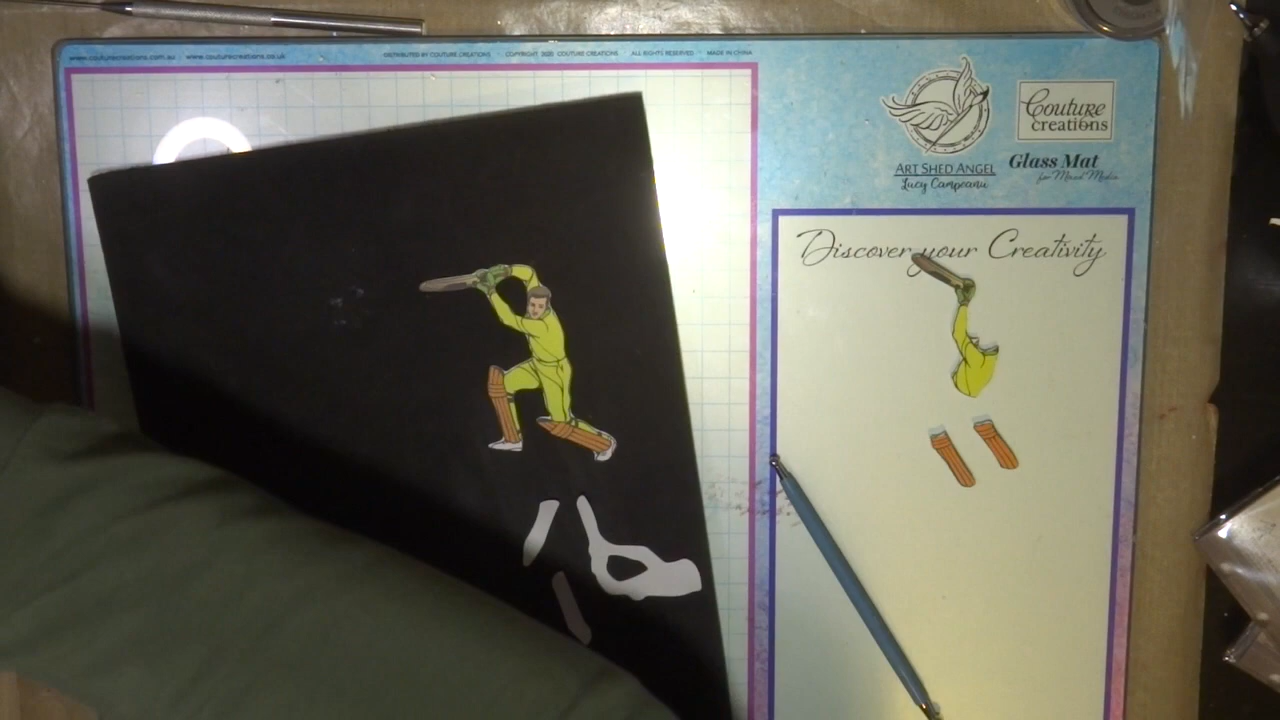 www.couturecreations.com.au www.couturecreations.co.uk DISTRIBUTED BY COUTURE CREATIONS COPYRIGHT 2020 COUTURE CREATIONS ALL RIGHTS RESERVED MADE IN CHINA
Couture
creations
ART SHED ANGEL
Lucy Campeanu
Glass Mat
for Mixed Media
Discover your Creativity